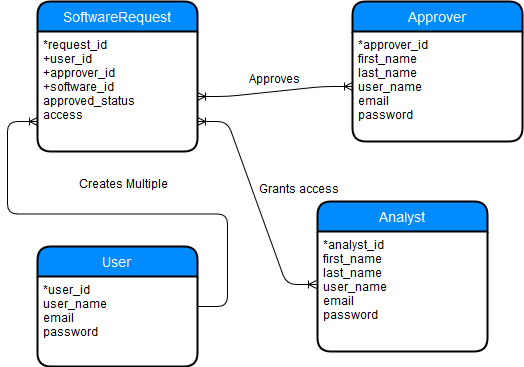 SoftwareRequest
*request_id
+user_id
+approver_id
+software_id
approved_status
access
Approver
*approver_id
first_name
last_name
user_name
email
password
Approves
Creates Multiple
Grants access
Analyst
*analyst_id
first_name
last_name
user_name
email
password
User
*user_id
user_name
email
password